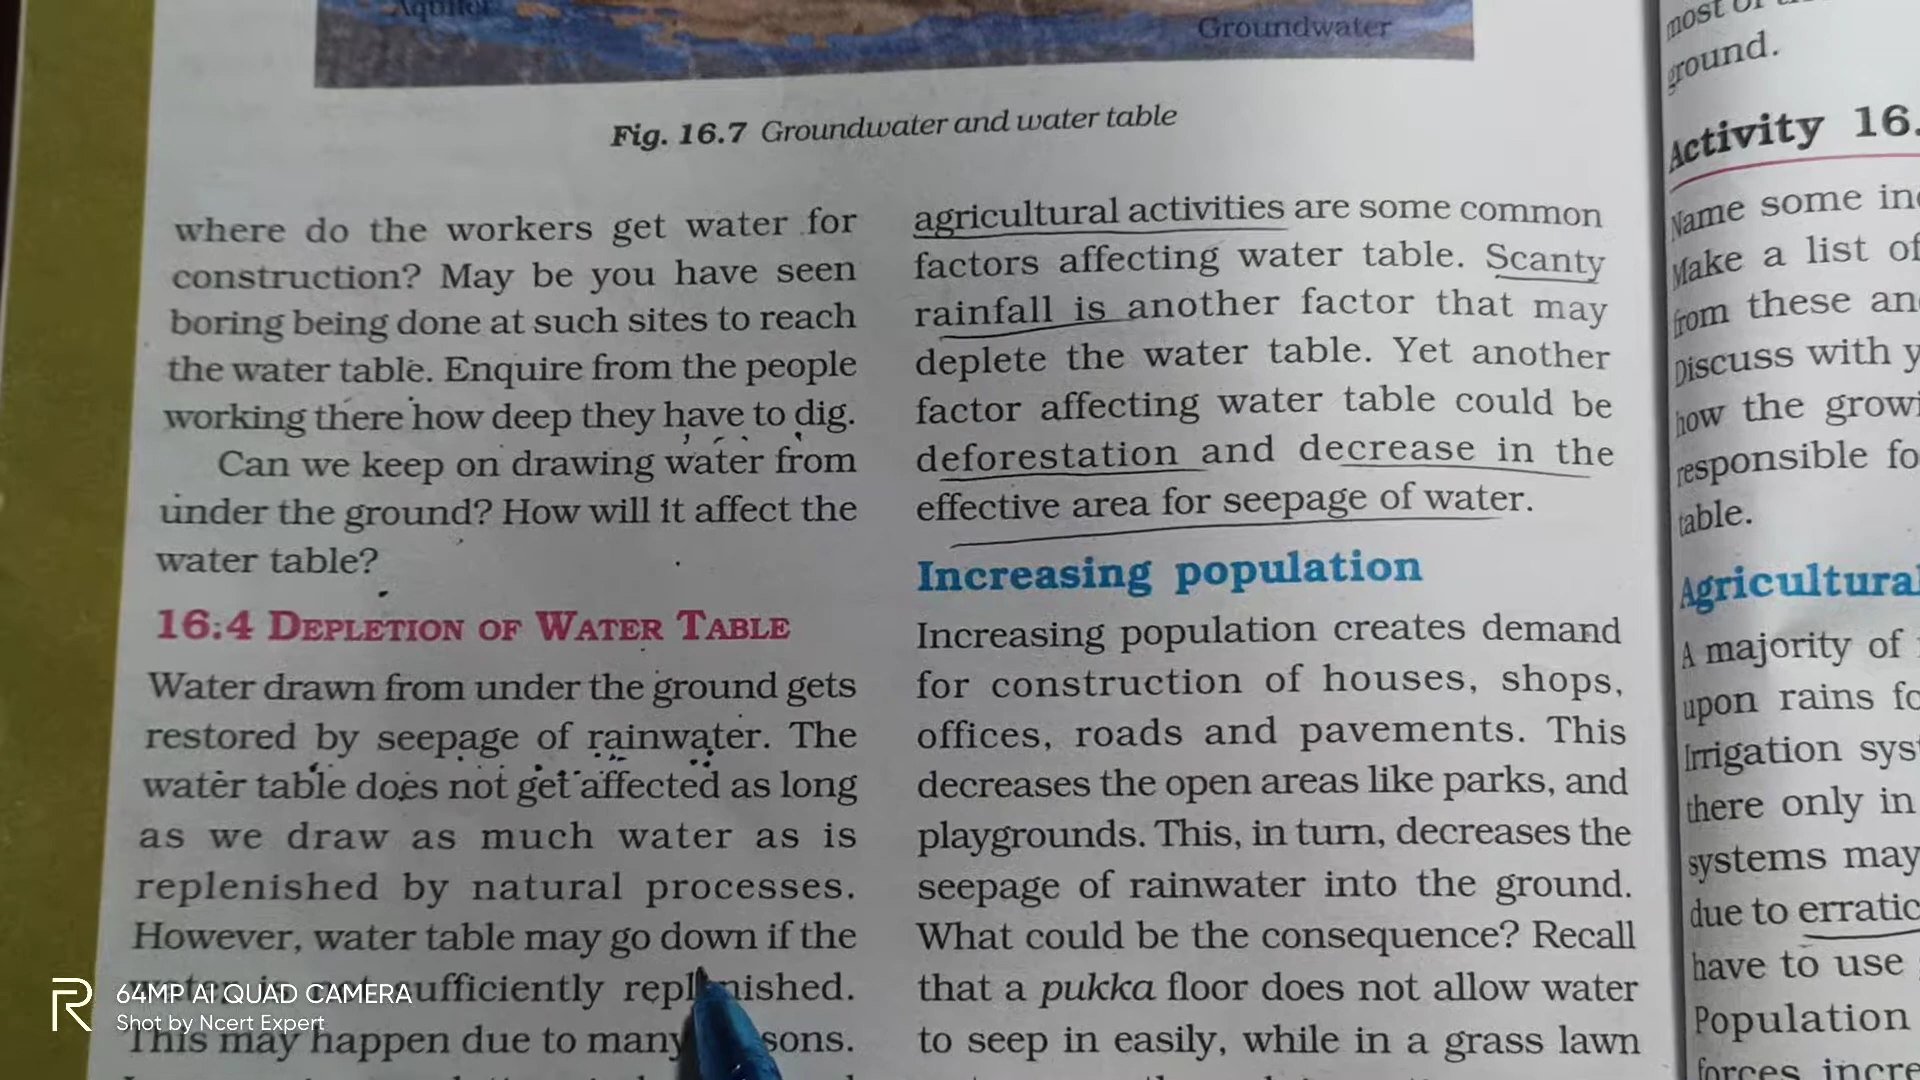 Aquifer
Groundwater
Fig. 16.7 Groundwater and water table
where do the workers get water for
construction? May be you have seen
boring being done at such sites to reach
the water table. Enquire from the people
working there how deep they have to dig.
Can we keep on drawing water from
under the ground? How will it affect the
water table?
16.4 DEPLETION OF WATER TABLE
Water drawn from under the ground gets
restored by seepage of rainwater. The
water table does not get affected as long
as we draw as much water as is
replenished by natural processes.
However, water table may go down if the
sufficiently replenished.
This may happen due to many
agricultural activities are some common
factors affecting water table. Scanty
rainfall is another factor that may
deplete the water table. Yet another
factor affecting water table could be
deforestation and decrease in the
effective area for seepage of water.
Increasing population
Increasing population creates demand
for construction of houses, shops,
offices, roads and pavements. This
decreases the open areas like parks, and
playgrounds. This, in turn, decreases the
seepage of rainwater into the ground.
What could be the consequence? Recall
that a pukka floor does not allow water
to seep in easily, while in a grass lawn
most of
ground.
Activity 16.
Name some
Make a list of
from these
Discuss with
how the
responsible
table.
Agricultural
A majority of
upon rains
Irrigation
there only in
systems may
due to erratic
have to use
Population
forces
64MP AI QUAD CAMERA
Shot by Ncert Expert